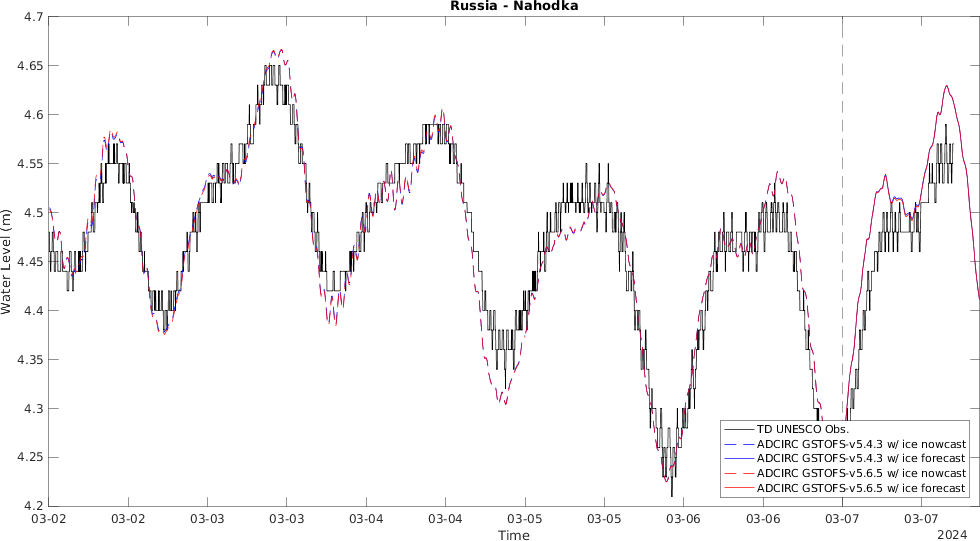 Russia - Nahodka
Water Level (m)
4.7
4.65
4.6
4.55
4.5
4.45
4.4
4.35
4.3
4.25
4.2
TD UNESCO Obs.
ADCIRC GSTOFS-v5.4.3 w/ ice nowcast
ADCIRC GSTOFS-v5.4.3 w/ ice forecast
ADCIRC GSTOFS-v5.6.5 w/ ice nowcast
ADCIRC GSTOFS-v5.6.5 w/ ice forecast
03-02 03-02 03-03 03-03 03-04 03-04 03-05 03-05 03-06 03-06 03-07 03-07
Time
2024